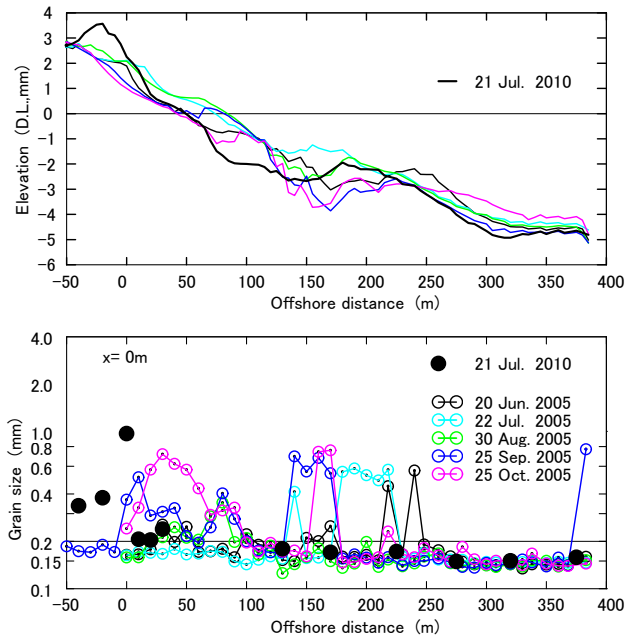 4
3
2
1
0
−1
−2
−3
−4
−5
−6
Elevation (D.L.,mm)
21 Jul. 2010
−50 0 50 100 150 200 250 300 350 400
Offshore distance (m)
4.0
2.0
1.0
0.8
0.6
0.4
0.2
0.15
0.1
Grain size (mm)
x= 0m
21 Jul. 2010
20 Jun. 2005
22 Jul. 2005
30 Aug. 2005
25 Sep. 2005
25 Oct. 2005
−50 0 50 100 150 200 250 300 350 400
Offshore distance (m)